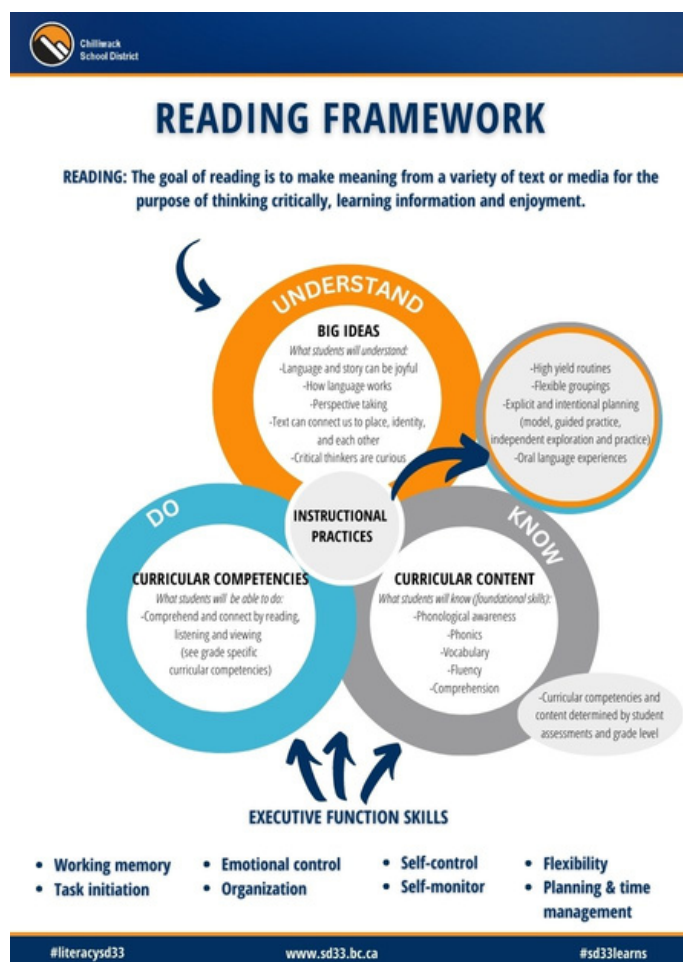 Chilliwack
School District
READING FRAMEWORK
READING: The goal of reading is to make meaning from a variety of text or media for the
purpose of thinking critically, learning information and enjoyment.
UNDERSTAND
BIG IDEAS
What students will understand:
-Language and story can be joyful
-How language works
-Perspective taking
-Text can connect us to place, identity,
and each other
-Critical thinkers are curious
-High yield routines
-Flexible groupings
-Explicit and intentional planning
(model, guided practice,
independent exploration and practice)
-Oral language experiences
INSTRUCTIONAL
PRACTICES
DO
CURRICULAR COMPETENCIES
What students will be able to do:
-Comprehend and connect by reading,
listening and viewing
(see grade specific
curricular competencies)
KNOW
CURRICULAR CONTENT
What students will know (foundational skills):
-Phonological awareness
-Phonics
-Vocabulary
-Fluency
-Comprehension
-Curricular competencies and
content determined by student
assessments and grade level
EXECUTIVE FUNCTION SKILLS
• Working memory
• Task initiation
• Emotional control
• Organization
• Self-control
• Self-monitor
• Flexibility
• Planning & time
management
#literacysd33
www.sd33.bc.ca
#sd33learns